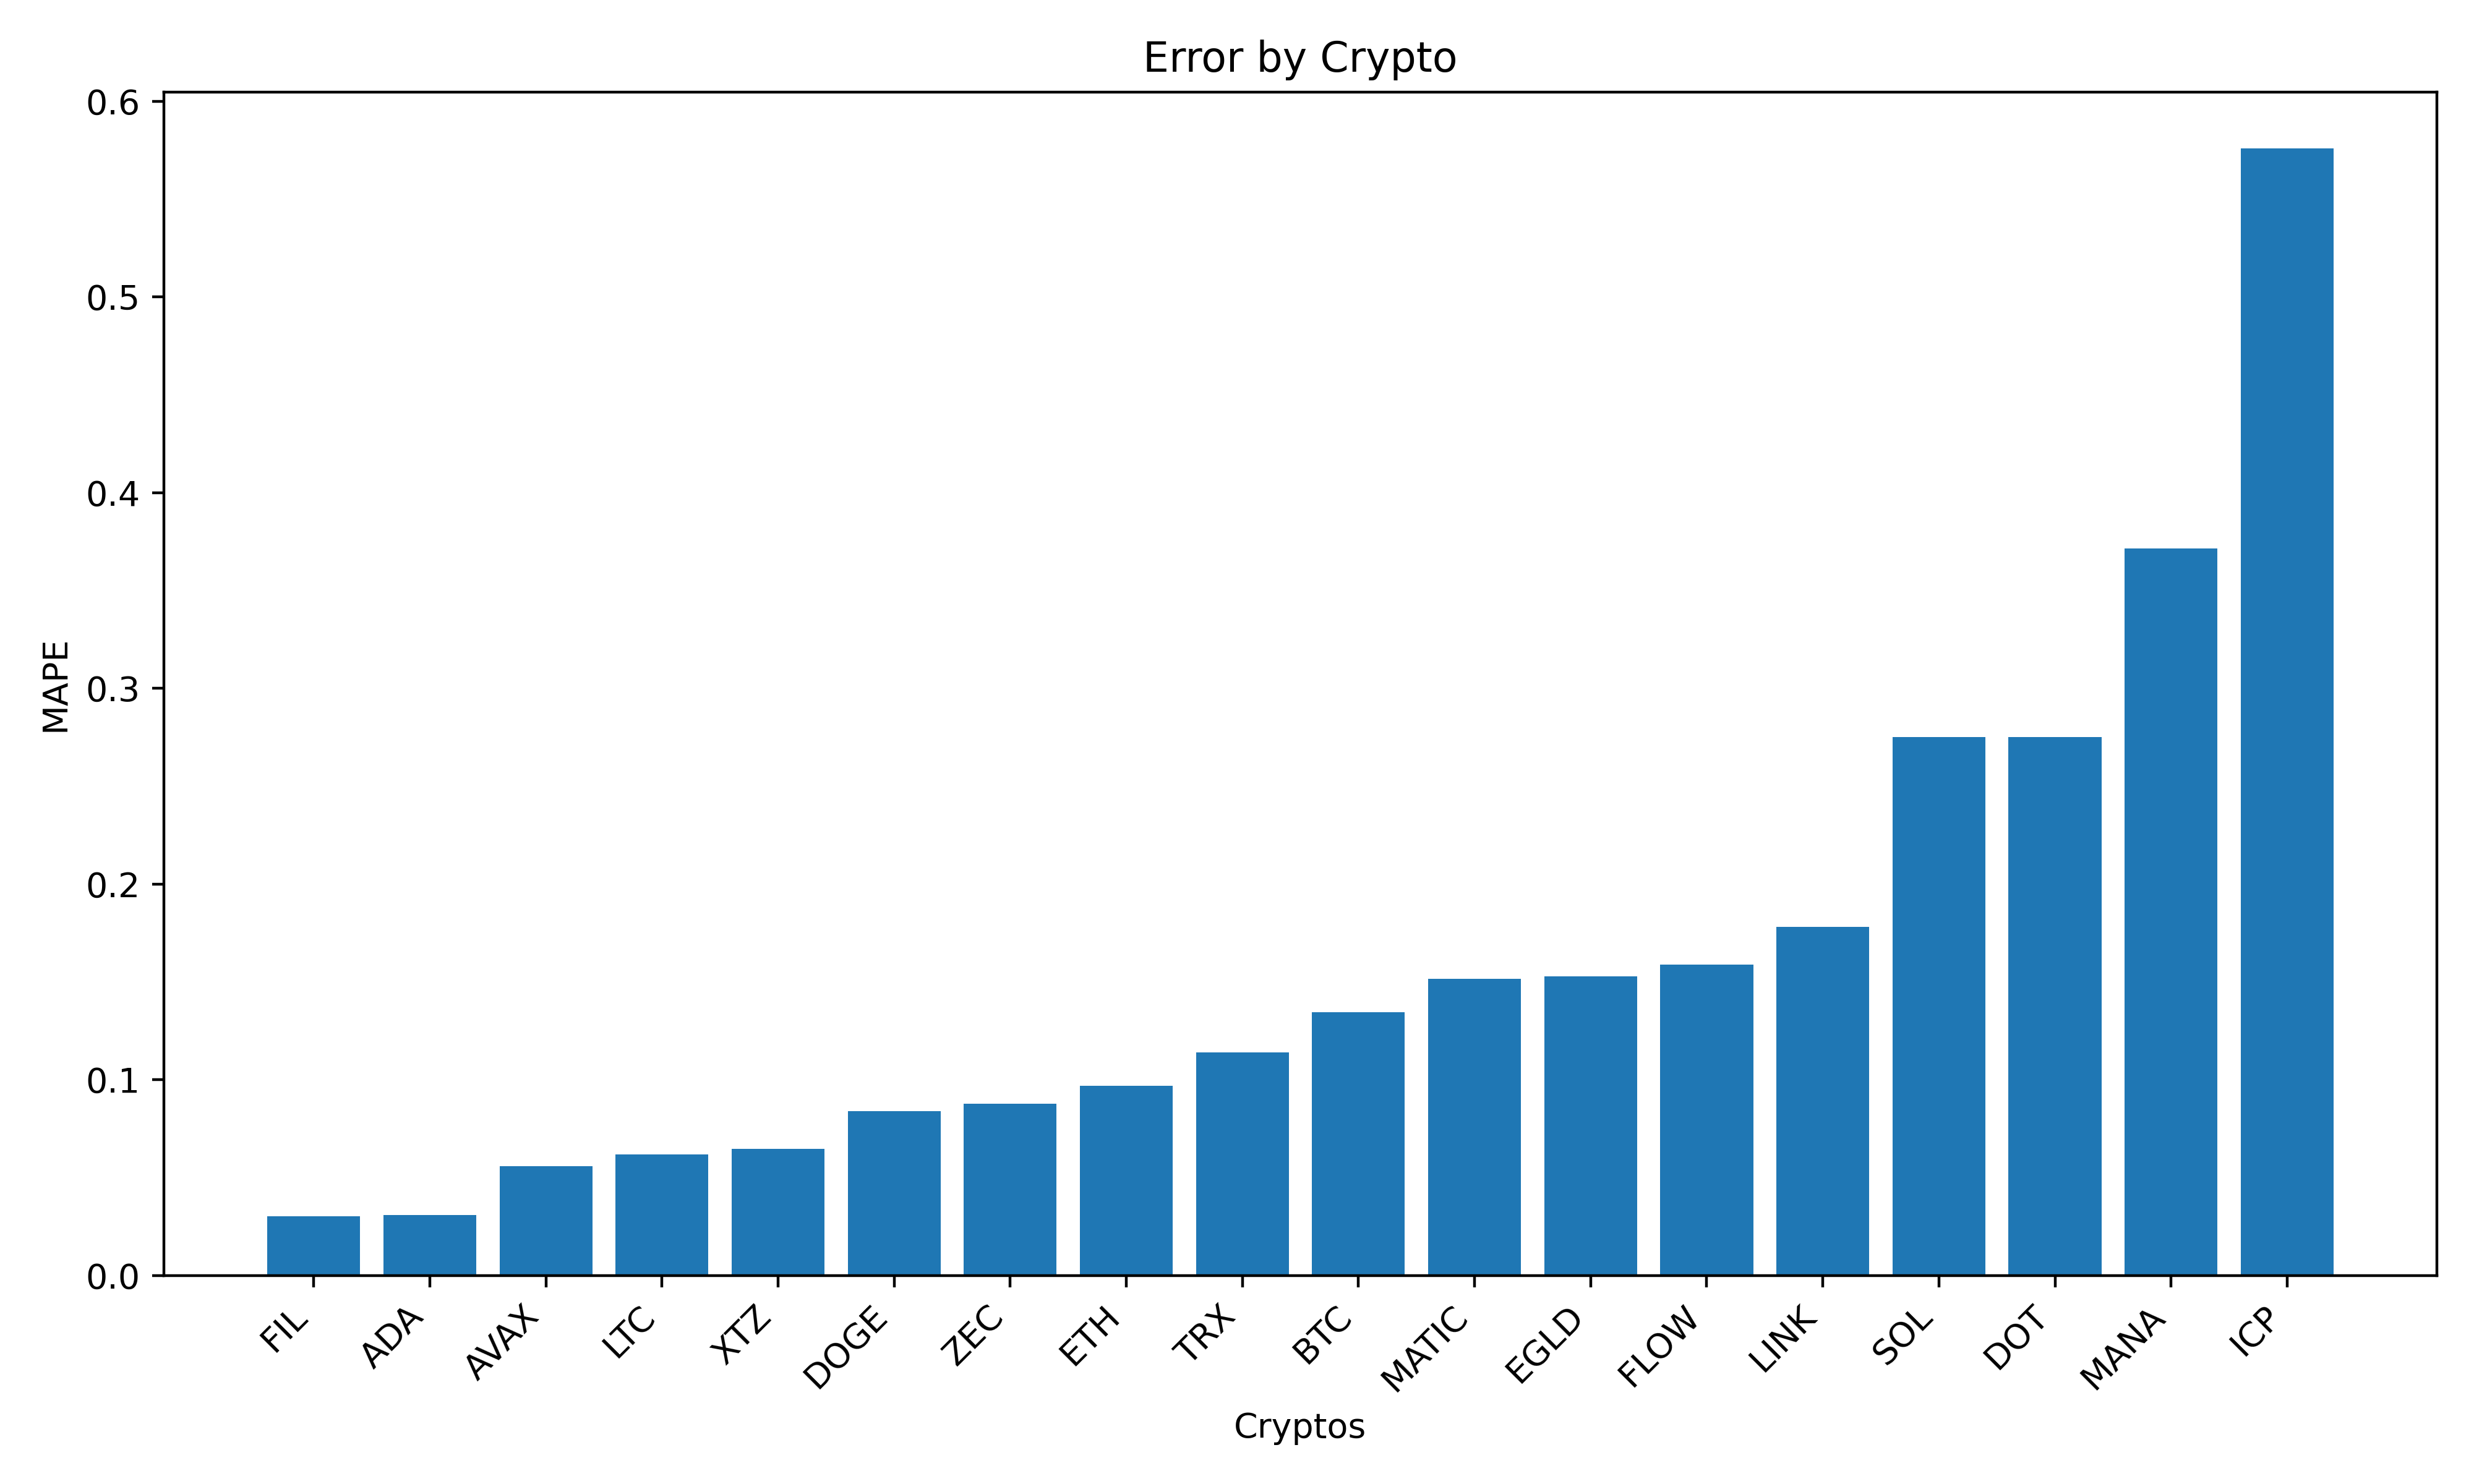 Error by Crypto
MAPE
0.6
0.5
0.4
0.3
0.2
0.1
0.0
FIL
ADA
AVAX
LTC
XTZ
DOGE
ZEC
ETH
TRX
BTC
MATIC
EGLD
FLOW
LINK
SOL
DOT
MANA
ICP
Cryptos